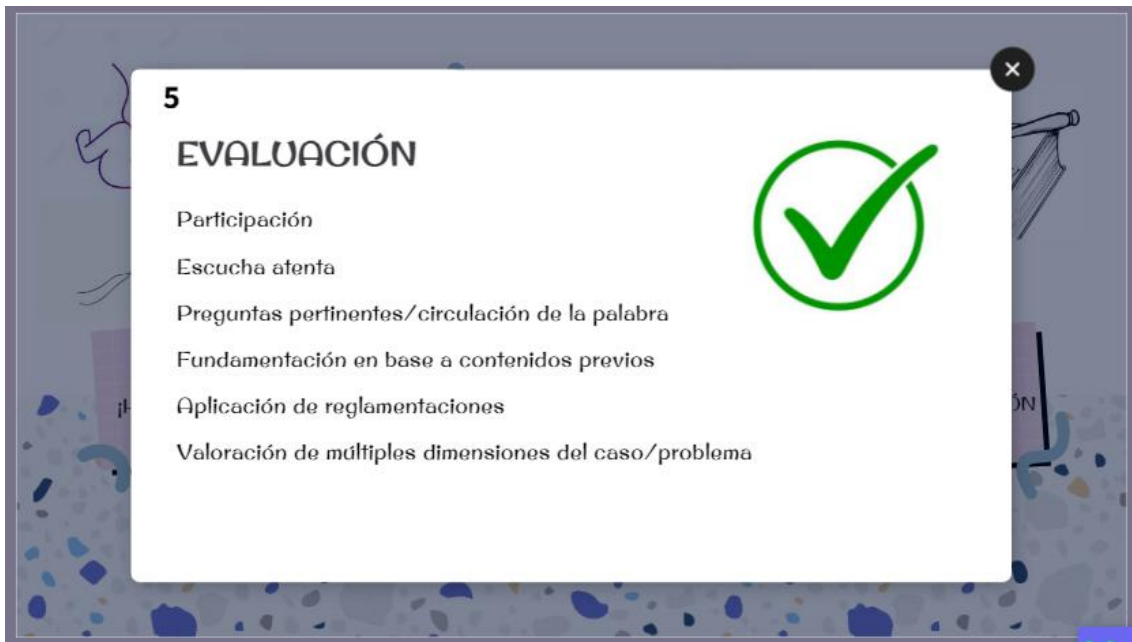 5
EVALUACIÓN
Participación
Escucha atenta
Preguntas pertinentes/circulación de la palabra
Fundamentación en base a contenidos previos
Aplicación de reglamentaciones
Valoración de múltiples dimensiones del caso/problema